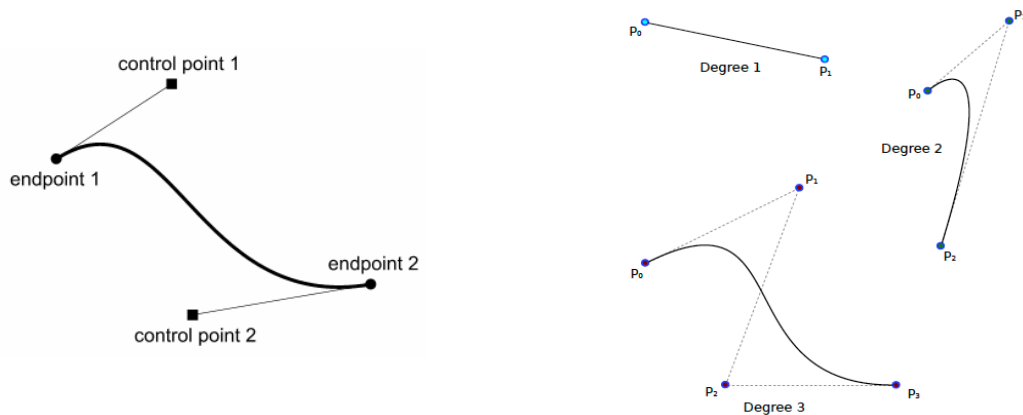 control point 1
endpoint 1
endpoint 2
control point 2
P₀
Degree 1
P₁
P₀
Degree 2
P₂
P₁
P₀
P₂
P₃
Degree 3